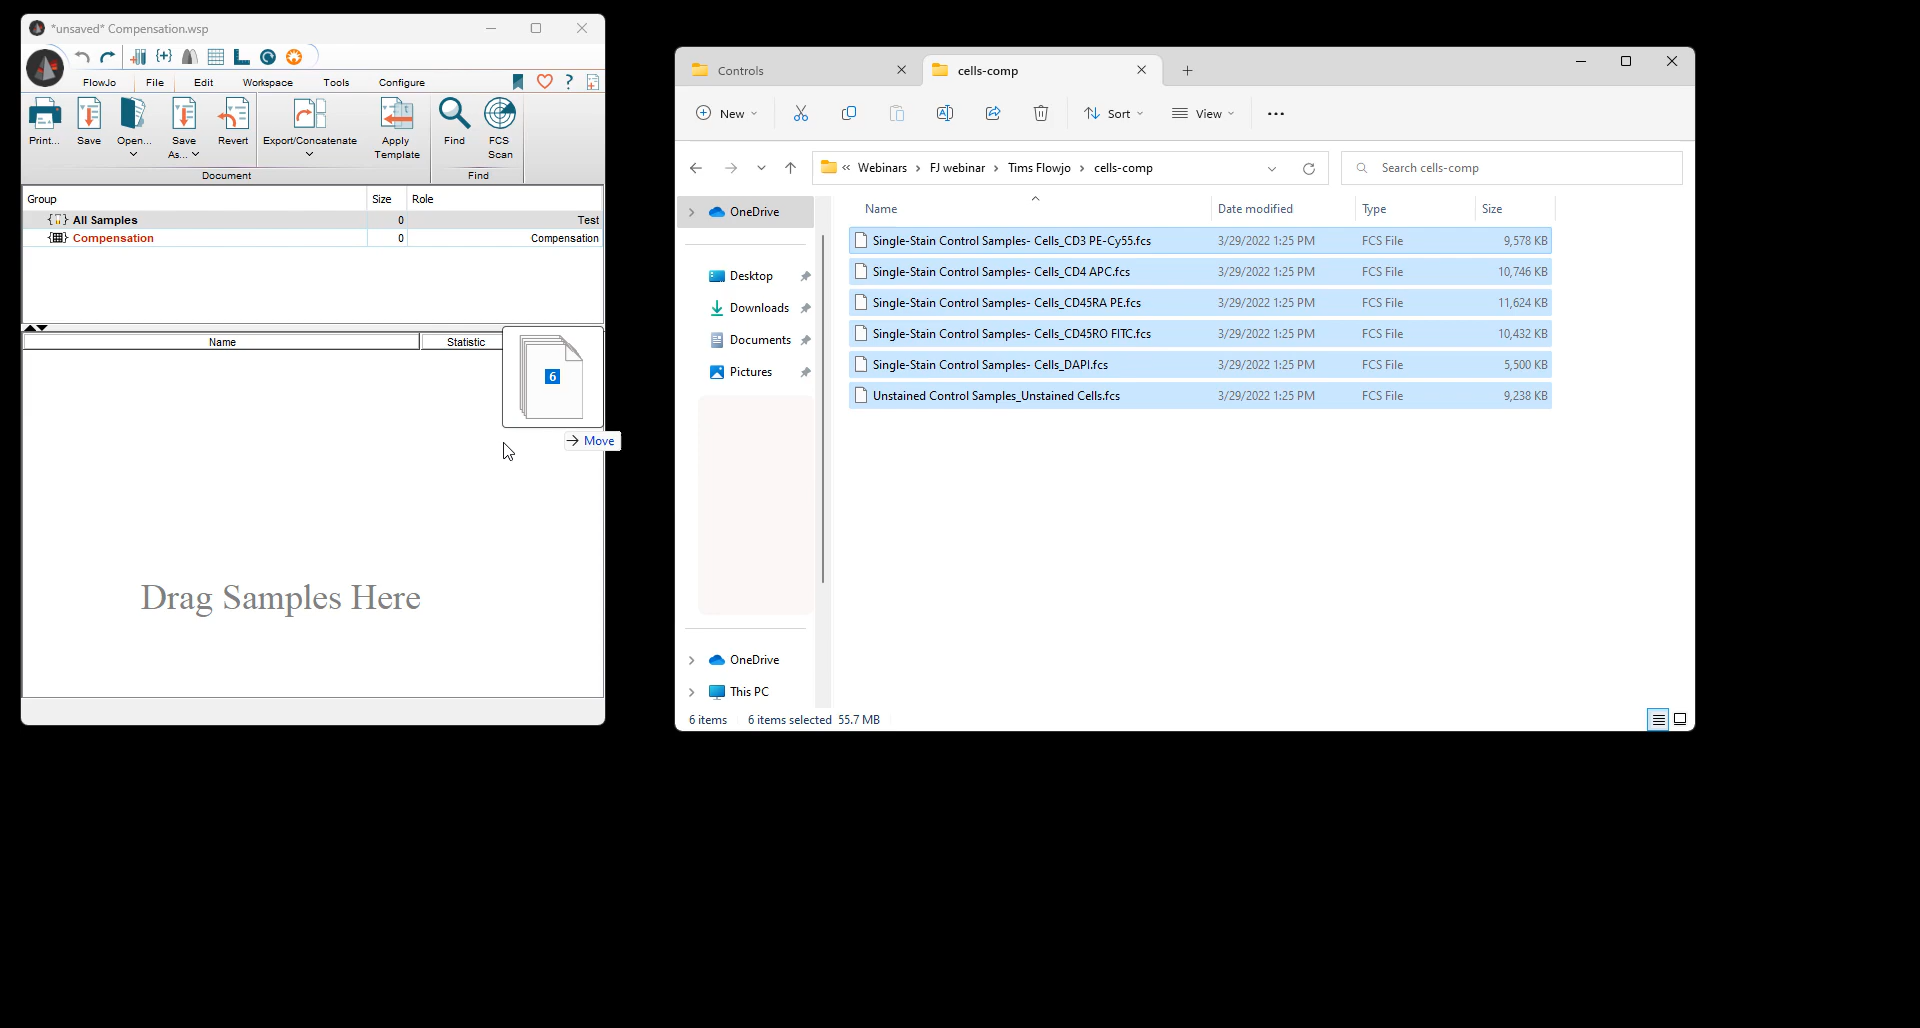 *unsaved* Compensation.wsp
FlowJo File Edit Workspace Tools Configure
Print... Save Open... Save As... Revert Export/Concatenate Apply Template Find FCS Scan
Document Find
Group Size Role
All Samples 0 Test
Compensation 0 Compensation
Name Statistic
6
Move
Drag Samples Here
Controls cells-comp
New Sort View
Webinars > FJ webinar > Tims Flowjo > cells-comp Search cells-comp
OneDrive
Desktop
Downloads
Documents
Pictures
OneDrive
This PC
Name Date modified Type Size
Single-Stain Control Samples- Cells_CD3 PE-Cy55.fcs 3/29/2022 1:25 PM FCS File 9,578 KB
Single-Stain Control Samples- Cells_CD4 APC.fcs 3/29/2022 1:25 PM FCS File 10,746 KB
Single-Stain Control Samples- Cells_CD45RA PE.fcs 3/29/2022 1:25 PM FCS File 11,624 KB
Single-Stain Control Samples- Cells_CD45RO FITC.fcs 3/29/2022 1:25 PM FCS File 10,432 KB
Single-Stain Control Samples- Cells_DAPI.fcs 3/29/2022 1:25 PM FCS File 5,500 KB
Unstained Control Samples_Unstained Cells.fcs 3/29/2022 1:25 PM FCS File 9,238 KB
6 items 6 items selected 55.7 MB